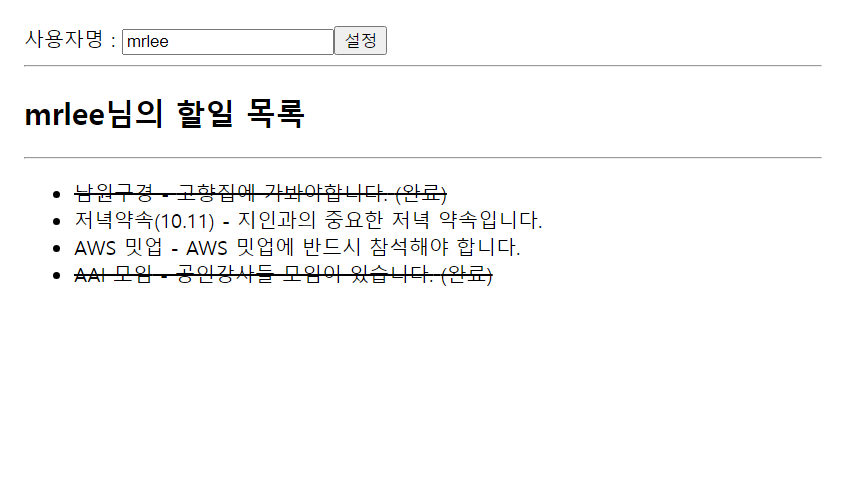 사용자명 : mrlee 설정
mrlee님의 할일 목록
남원구경 - 고향집에 가봐야합니다. (완료)
저녁약속(10.11) - 지인과의 중요한 저녁 약속입니다.
AWS 밋업 - AWS 밋업에 반드시 참석해야 합니다.
AAI 모임 - 공인강사들 모임이 있습니다. (완료)